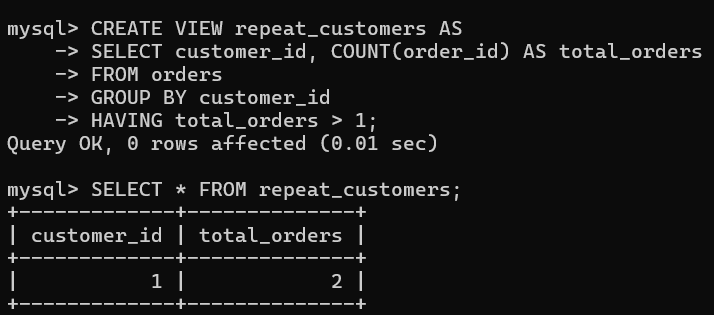 mysql> CREATE VIEW repeat_customers AS
    -> SELECT customer_id, COUNT(order_id) AS total_orders
    -> FROM orders
    -> GROUP BY customer_id
    -> HAVING total_orders > 1;
Query OK, 0 rows affected (0.01 sec)
mysql> SELECT * FROM repeat_customers;
+-------------+--------------+
| customer_id | total_orders |
+-------------+--------------+
|           1 |            2 |
+-------------+--------------+